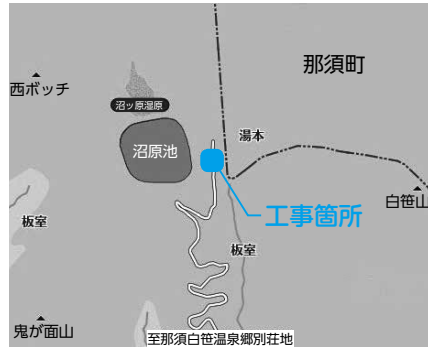 那須町
西ボッチ
沼ッ原湿原
沼原池
湯本
白笹山
工事箇所
板室
板室
鬼が面山
至那須白笹温泉郷別荘地